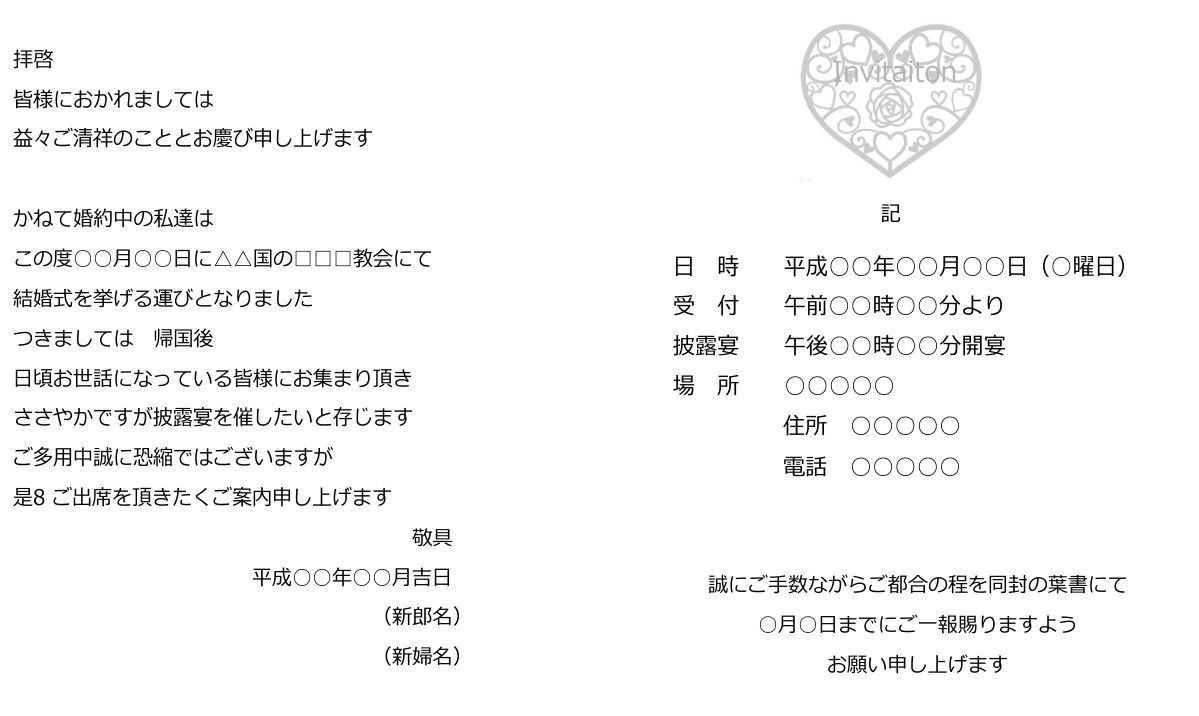 拝啓
皆様におかれましては
益々ご清祥のこととお慶び申し上げます
かねて婚約中の私達は
この度○○月○○日に△△国の□□□教会にて
結婚式を挙げる運びとなりました
つきましては　帰国後
日頃お世話になっている皆様にお集まり頂き
ささやかですが披露宴を催したいと存じます
ご多用中誠に恐縮ではございますが
是8 ご出席を頂きたくご案内申し上げます
敬具
平成○○年○○月吉日
（新郎名）
（新婦名）
Invitaiton
記
日　時　　平成○○年○○月○○日（○曜日）
受　付　　午前○○時○○分より
披露宴　　午後○○時○○分開宴
場　所　　○○○○○
住所　○○○○○
電話　○○○○○
誠にご手数ながらご都合の程を同封の葉書にて
○月○日までにご一報賜りますよう
お願い申し上げます